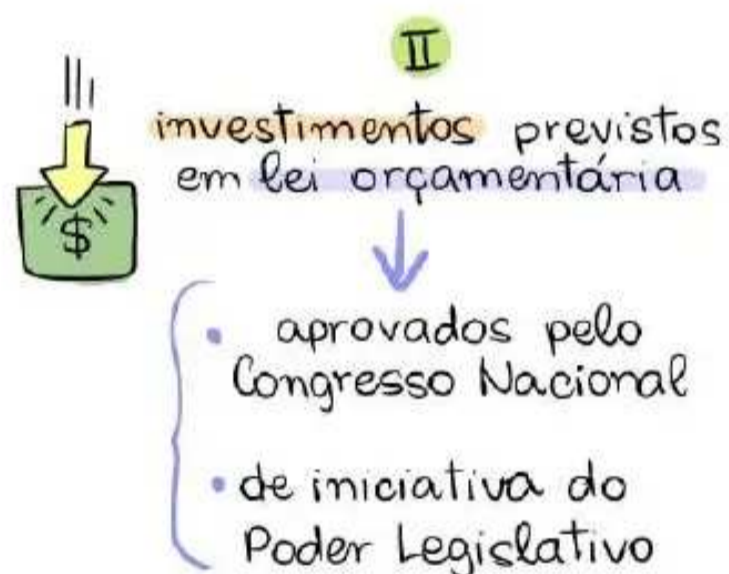 II
investimentos previstos
em lei orçamentária
$
• aprovados pelo
Congresso Nacional
• de iniciativa do
Poder Legislativo